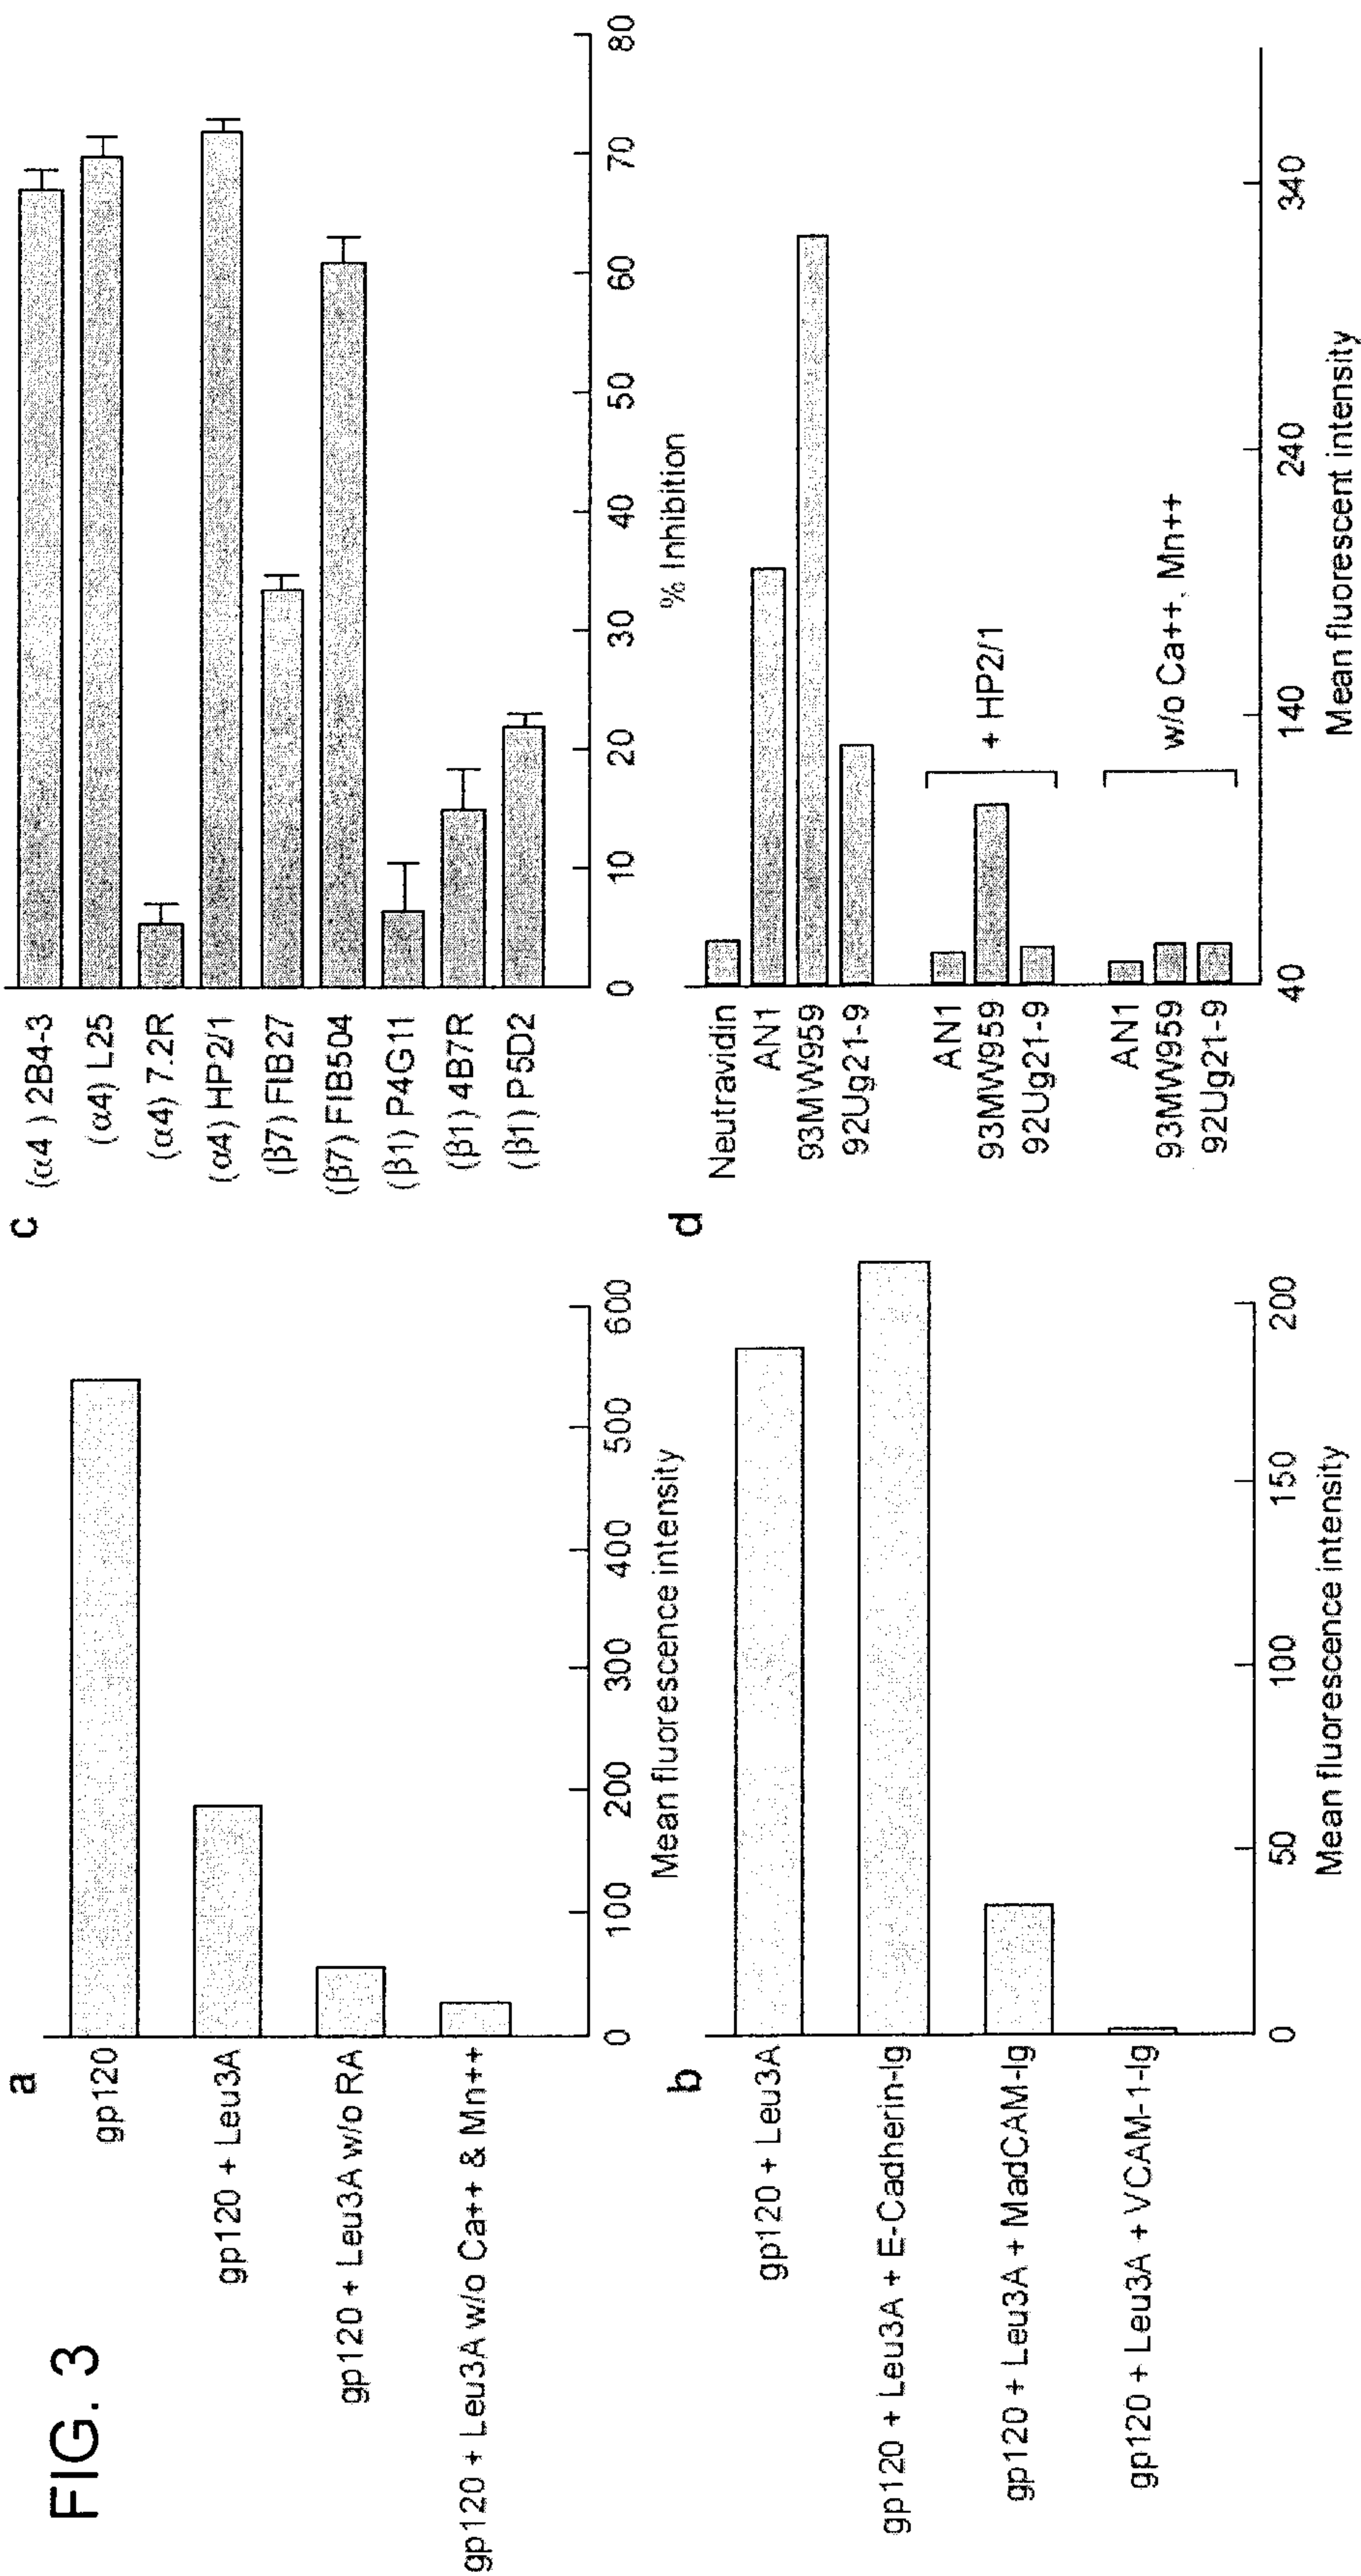 FIG. 3
a
gp120
gp120 + Leu3A
gp120 + Leu3A w/o RA
gp120 + Leu3A w/o Ca++ & Mn++
0 100 200 300 400 500 600
Mean fluorescence intensity
b
gp120 + Leu3A
gp120 + Leu3A + E-Cadherin-Ig
gp120 + Leu3A + MadCAM-Ig
gp120 + Leu3A + VCAM-1-Ig
0 50 100 150 200
Mean fluorescence intensity
c
(α4 ) 2B4-3
(α4) L25
(α4) 7.2R
(α4) HP2/1
(β7) FIB27
(β7) FIB504
(β1) P4G11
(β1) 4B7R
(β1) P5D2
0 10 20 30 40 50 60 70 80
% Inhibition
d
Neutravidin
AN1
93MW959
92Ug21-9
AN1
93MW959
92Ug21-9
+ HP2/1
AN1
93MW959
92Ug21-9
w/o Ca++, Mn++
40 140 240 340
Mean fluorescent intensity